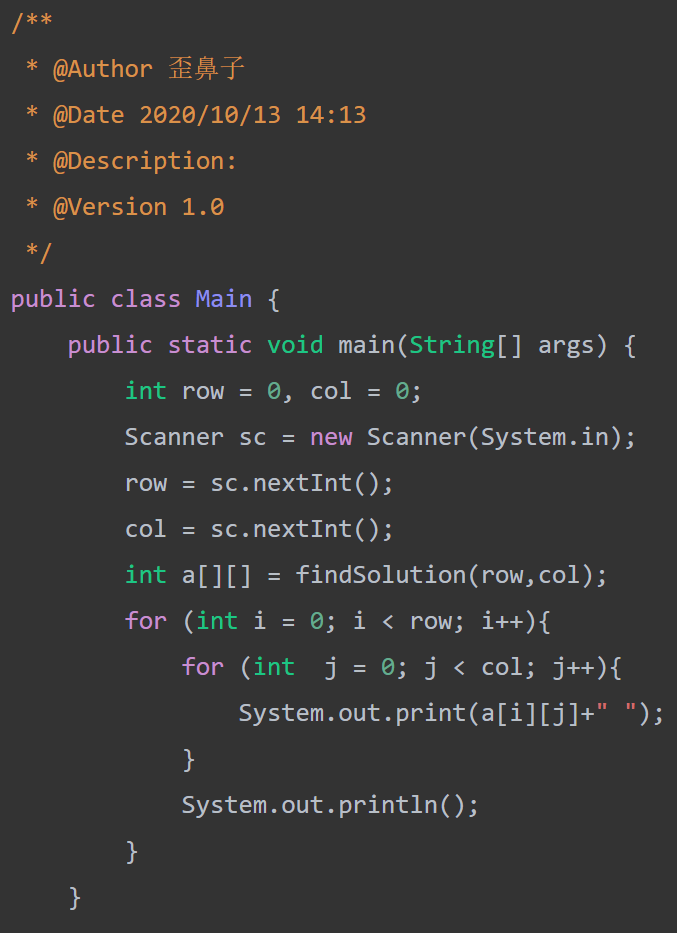 /**
 * @Author 歪鼻子
 * @Date 2020/10/13 14:13
 * @Description:
 * @Version 1.0
 */
public class Main {
    public static void main(String[] args) {
        int row = 0, col = 0;
        Scanner sc = new Scanner(System.in);
        row = sc.nextInt();
        col = sc.nextInt();
        int a[][] = findSolution(row,col);
        for (int i = 0; i < row; i++){
            for (int  j = 0; j < col; j++){
                System.out.print(a[i][j]+" ");
            }
            System.out.println();
        }
    }